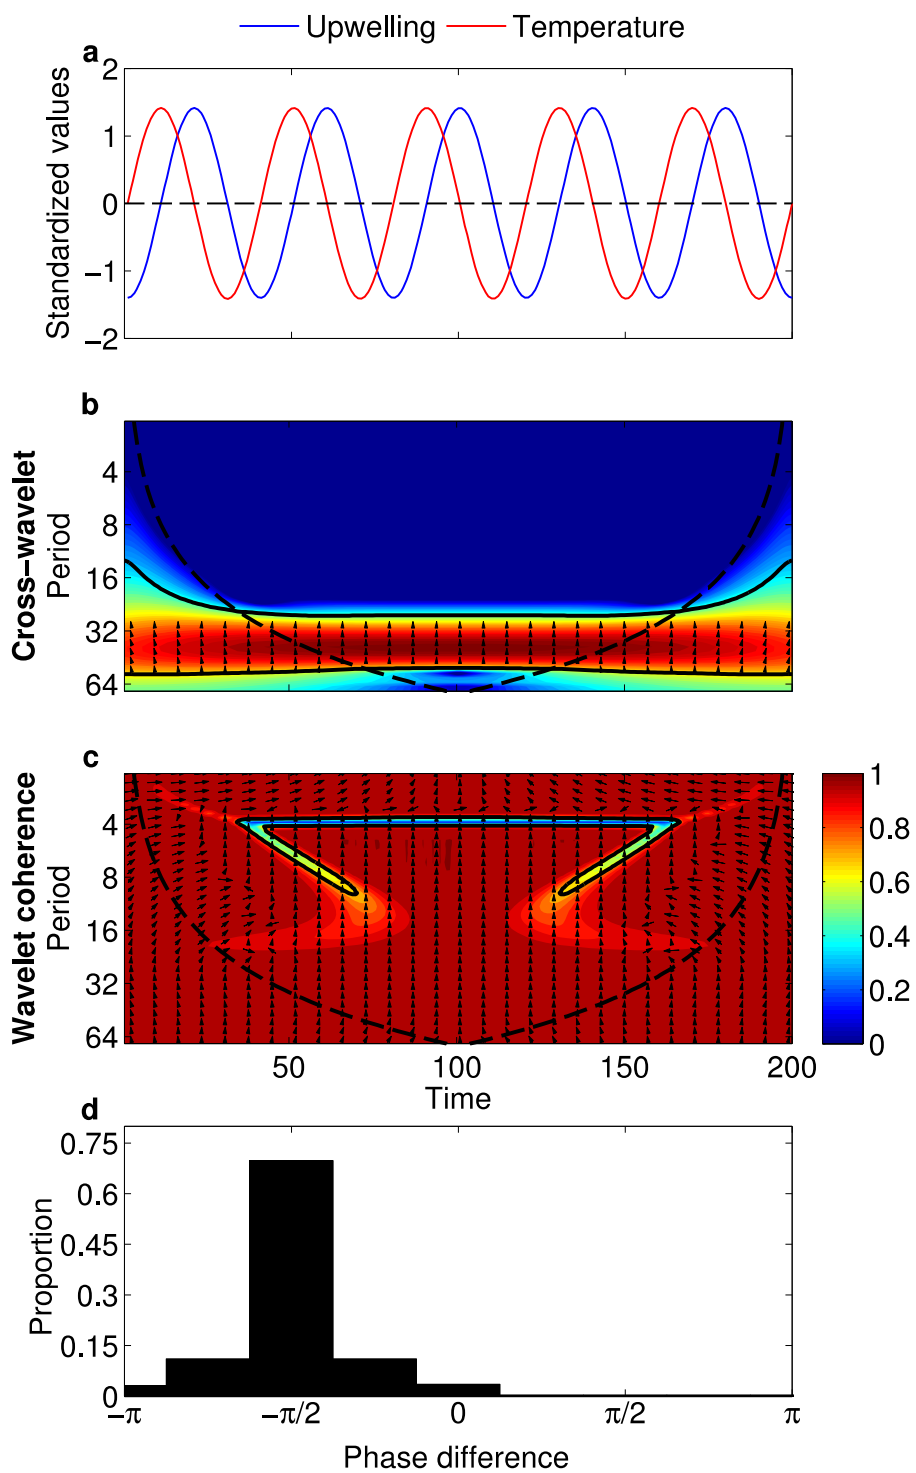 Upwelling Temperature
a
Standardized values
2
1
0
−1
−2
b
Cross−wavelet
Period
4
8
16
32
64
c
Wavelet coherence
Period
4
8
16
32
64
50 100 150 200
Time
1
0.8
0.6
0.4
0.2
0
d
Proportion
0.75
0.6
0.45
0.3
0.15
0
−π −π/2 0 π/2 π
Phase difference